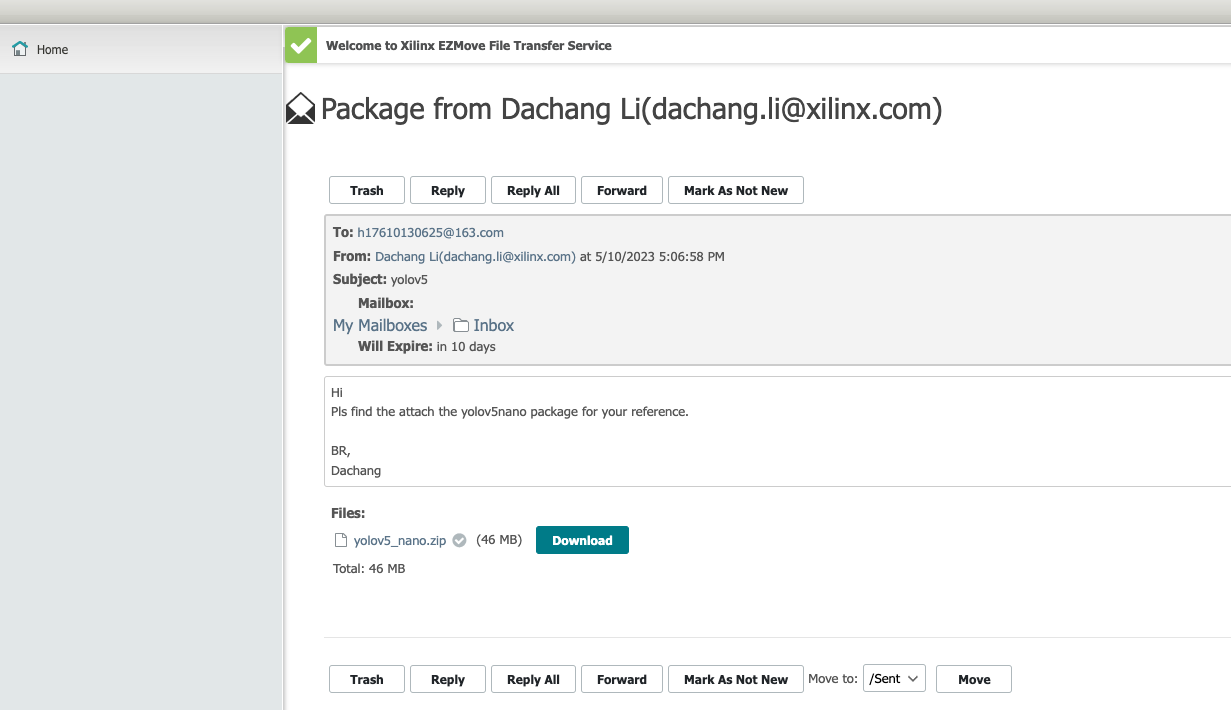 Home
Welcome to Xilinx EZMove File Transfer Service
Package from Dachang Li(dachang.li@xilinx.com)
Trash Reply Reply All Forward Mark As Not New
To: h17610130625@163.com
From: Dachang Li(dachang.li@xilinx.com) at 5/10/2023 5:06:58 PM
Subject: yolov5
Mailbox:
My Mailboxes Inbox
Will Expire: in 10 days
Hi
Pls find the attach the yolov5nano package for your reference.
BR,
Dachang
Files:
yolov5_nano.zip (46 MB) Download
Total: 46 MB
Trash Reply Reply All Forward Mark As Not New Move to: /Sent Move